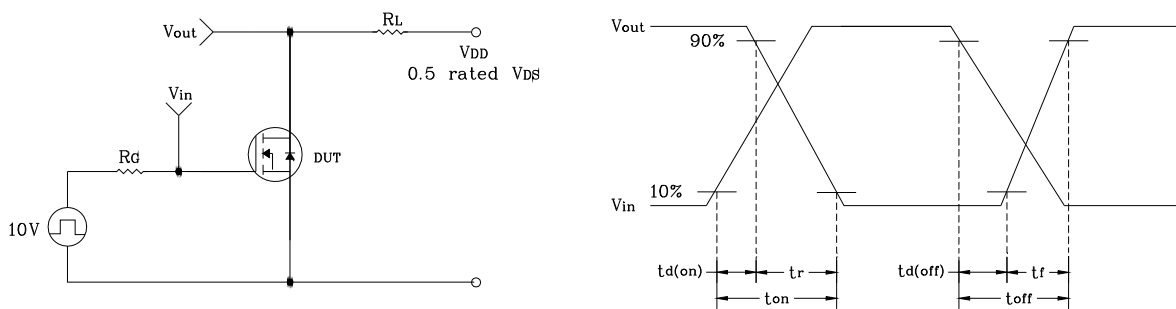 Vout
RL
VDD
0.5 rated VDS
Vin
RG
DUT
10V
Vout
90%
10%
Vin
td(on)
tr
td(off)
tf
ton
toff